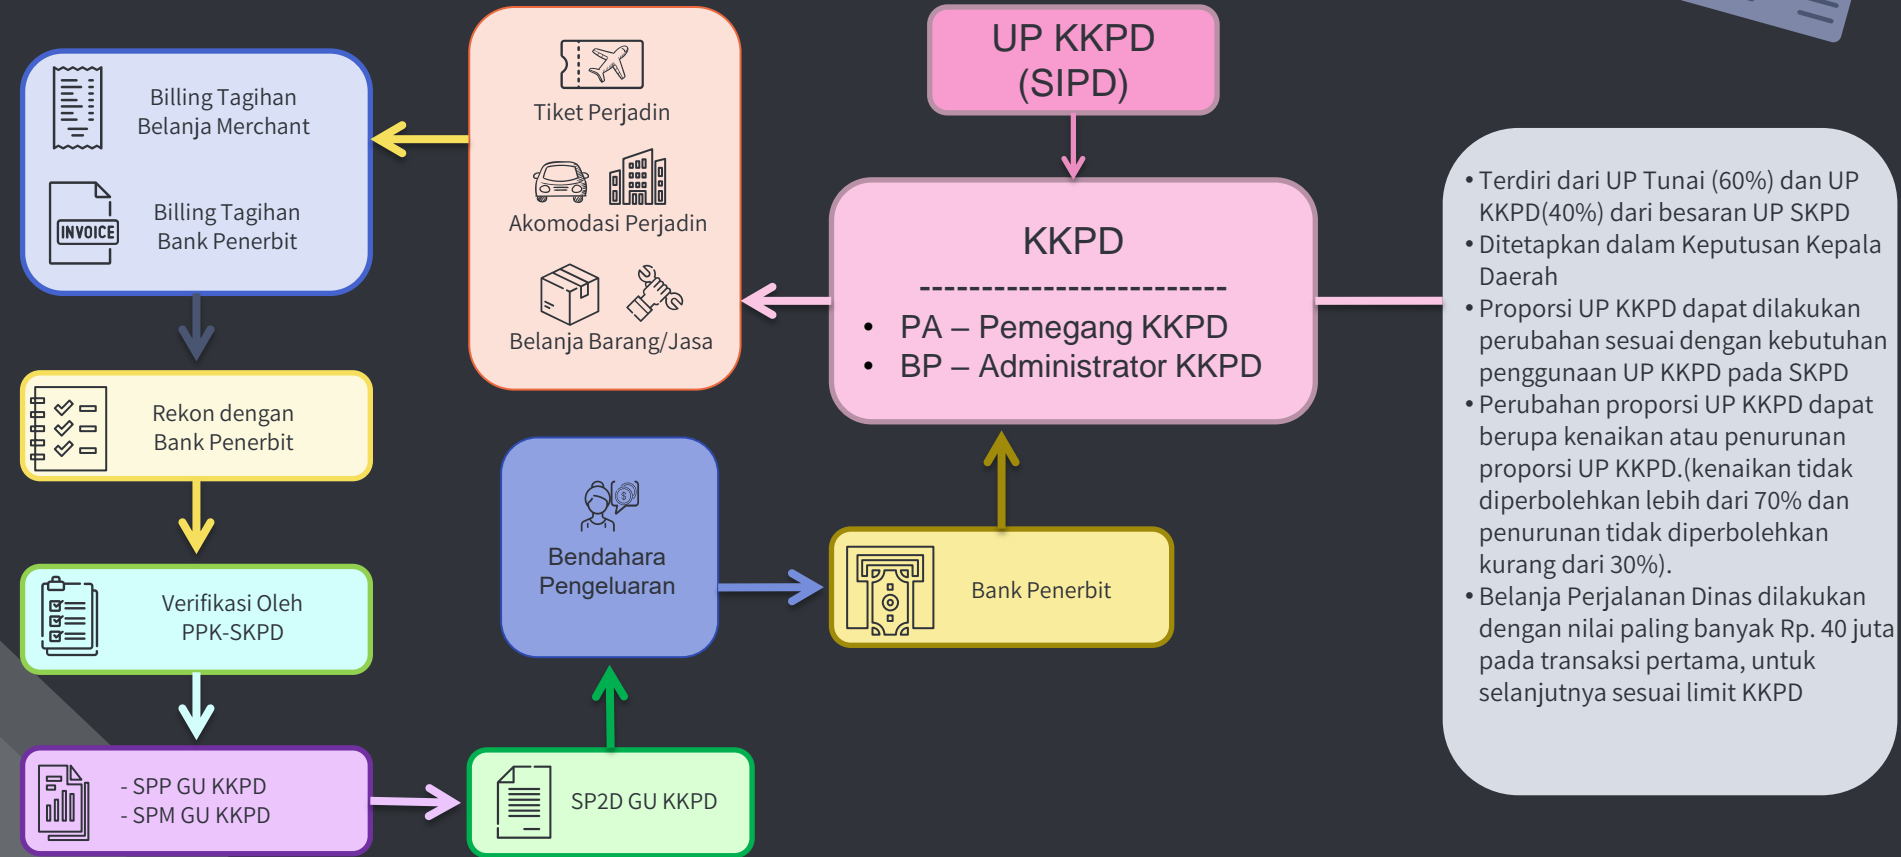 UP KKPD
(SIPD)
Tiket Perjadin
Akomodasi Perjadin
Belanja Barang/Jasa
Billing Tagihan
Belanja Merchant
INVOICE
Billing Tagihan
Bank Penerbit
KKPD
-------------------------
• PA – Pemegang KKPD
• BP – Administrator KKPD
• Terdiri dari UP Tunai (60%) dan UP
KKPD(40%) dari besaran UP SKPD
• Ditetapkan dalam Keputusan Kepala
Daerah
• Proporsi UP KKPD dapat dilakukan
perubahan sesuai dengan kebutuhan
penggunaan UP KKPD pada SKPD
• Perubahan proporsi UP KKPD dapat
berupa kenaikan atau penurunan
proporsi UP KKPD.(kenaikan tidak
diperbolehkan lebih dari 70% dan
penurunan tidak diperbolehkan
kurang dari 30%).
• Belanja Perjalanan Dinas dilakukan
dengan nilai paling banyak Rp. 40 juta
pada transaksi pertama, untuk
selanjutnya sesuai limit KKPD
Rekon dengan
Bank Penerbit
Verifikasi Oleh
PPK-SKPD
- SPP GU KKPD
- SPM GU KKPD
SP2D GU KKPD
Bendahara
Pengeluaran
Bank Penerbit